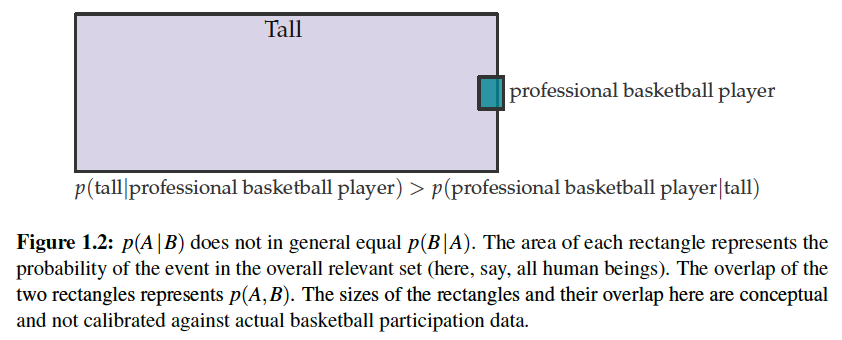 Tall
professional basketball player
p(tall|professional basketball player) > p(professional basketball player|tall)
Figure 1.2: p(A|B) does not in general equal p(B|A). The area of each rectangle represents the
probability of the event in the overall relevant set (here, say, all human beings). The overlap of the
two rectangles represents p(A,B). The sizes of the rectangles and their overlap here are conceptual
and not calibrated against actual basketball participation data.